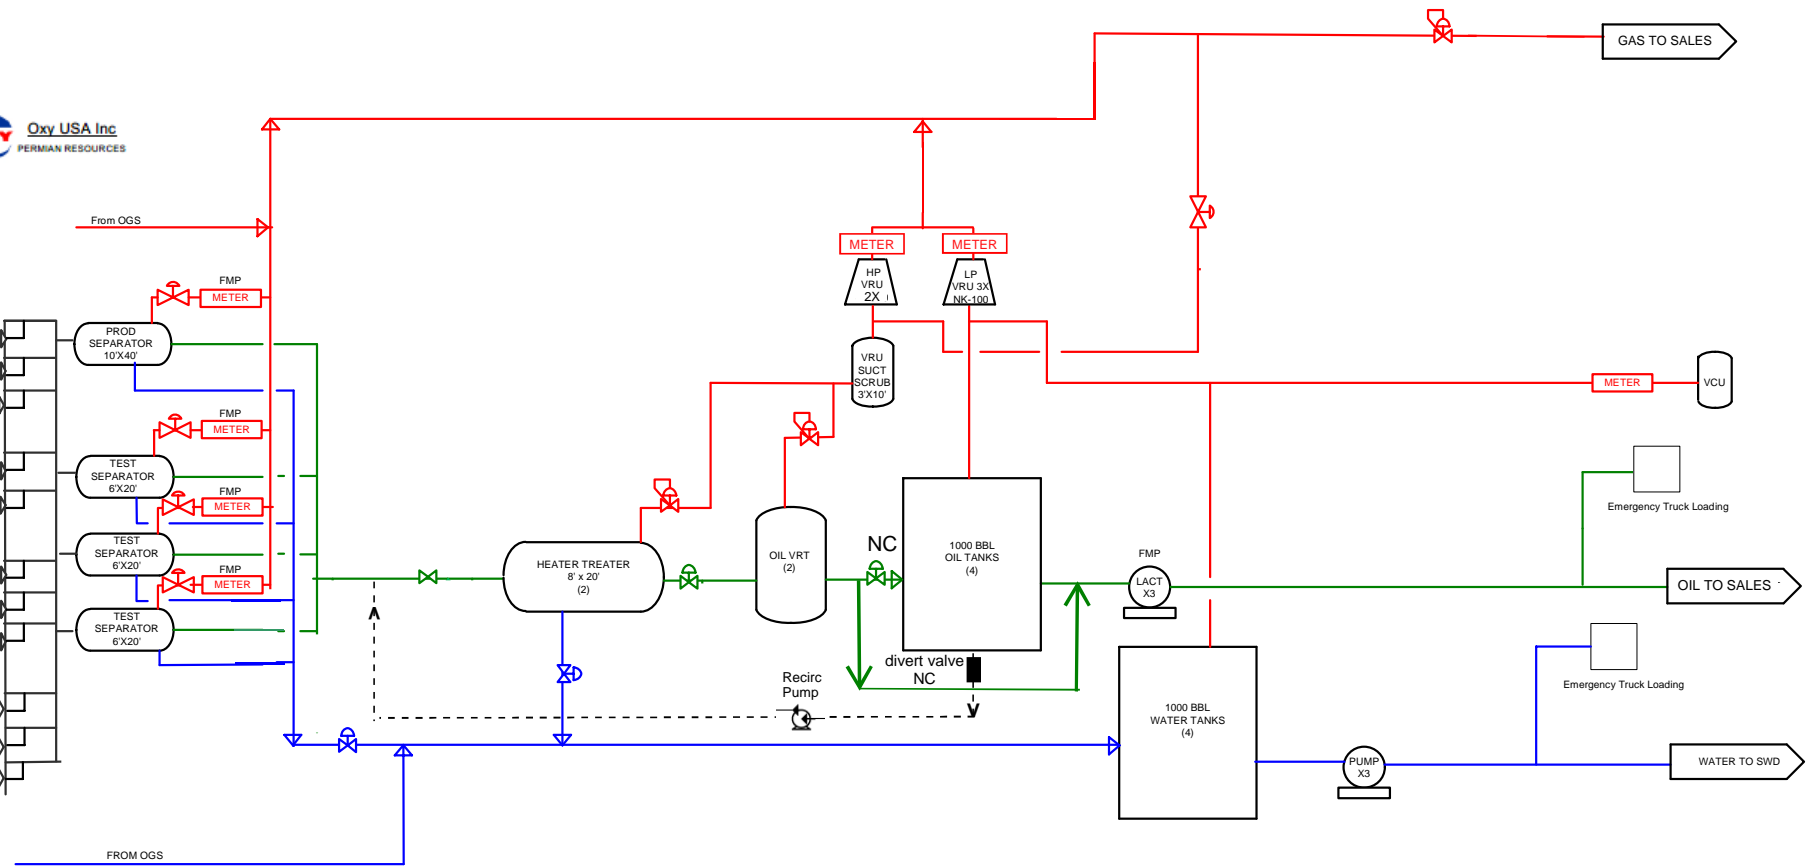 GAS TO SALES
Oxy USA Inc
PERMIAN RESOURCES
From OGS
METER
METER
HP
VRU
2X
LP
VRU 3X
NK-100
FMP
METER
PROD
SEPARATOR
10'X40'
VRU
SUCT
SCRUB
3'X10'
METER
VCU
FMP
METER
TEST
SEPARATOR
6'X20'
FMP
METER
Emergency Truck Loading
TEST
SEPARATOR
6'X20'
FMP
METER
TEST
SEPARATOR
6'X20'
HEATER TREATER
8' x 20'
(2)
OIL VRT
(2)
NC
1000 BBL
OIL TANKS
(4)
FMP
LACT
X3
OIL TO SALES
divert valve
NC
Recirc
Pump
Emergency Truck Loading
1000 BBL
WATER TANKS
(4)
PUMP
X3
WATER TO SWD
FROM OGS